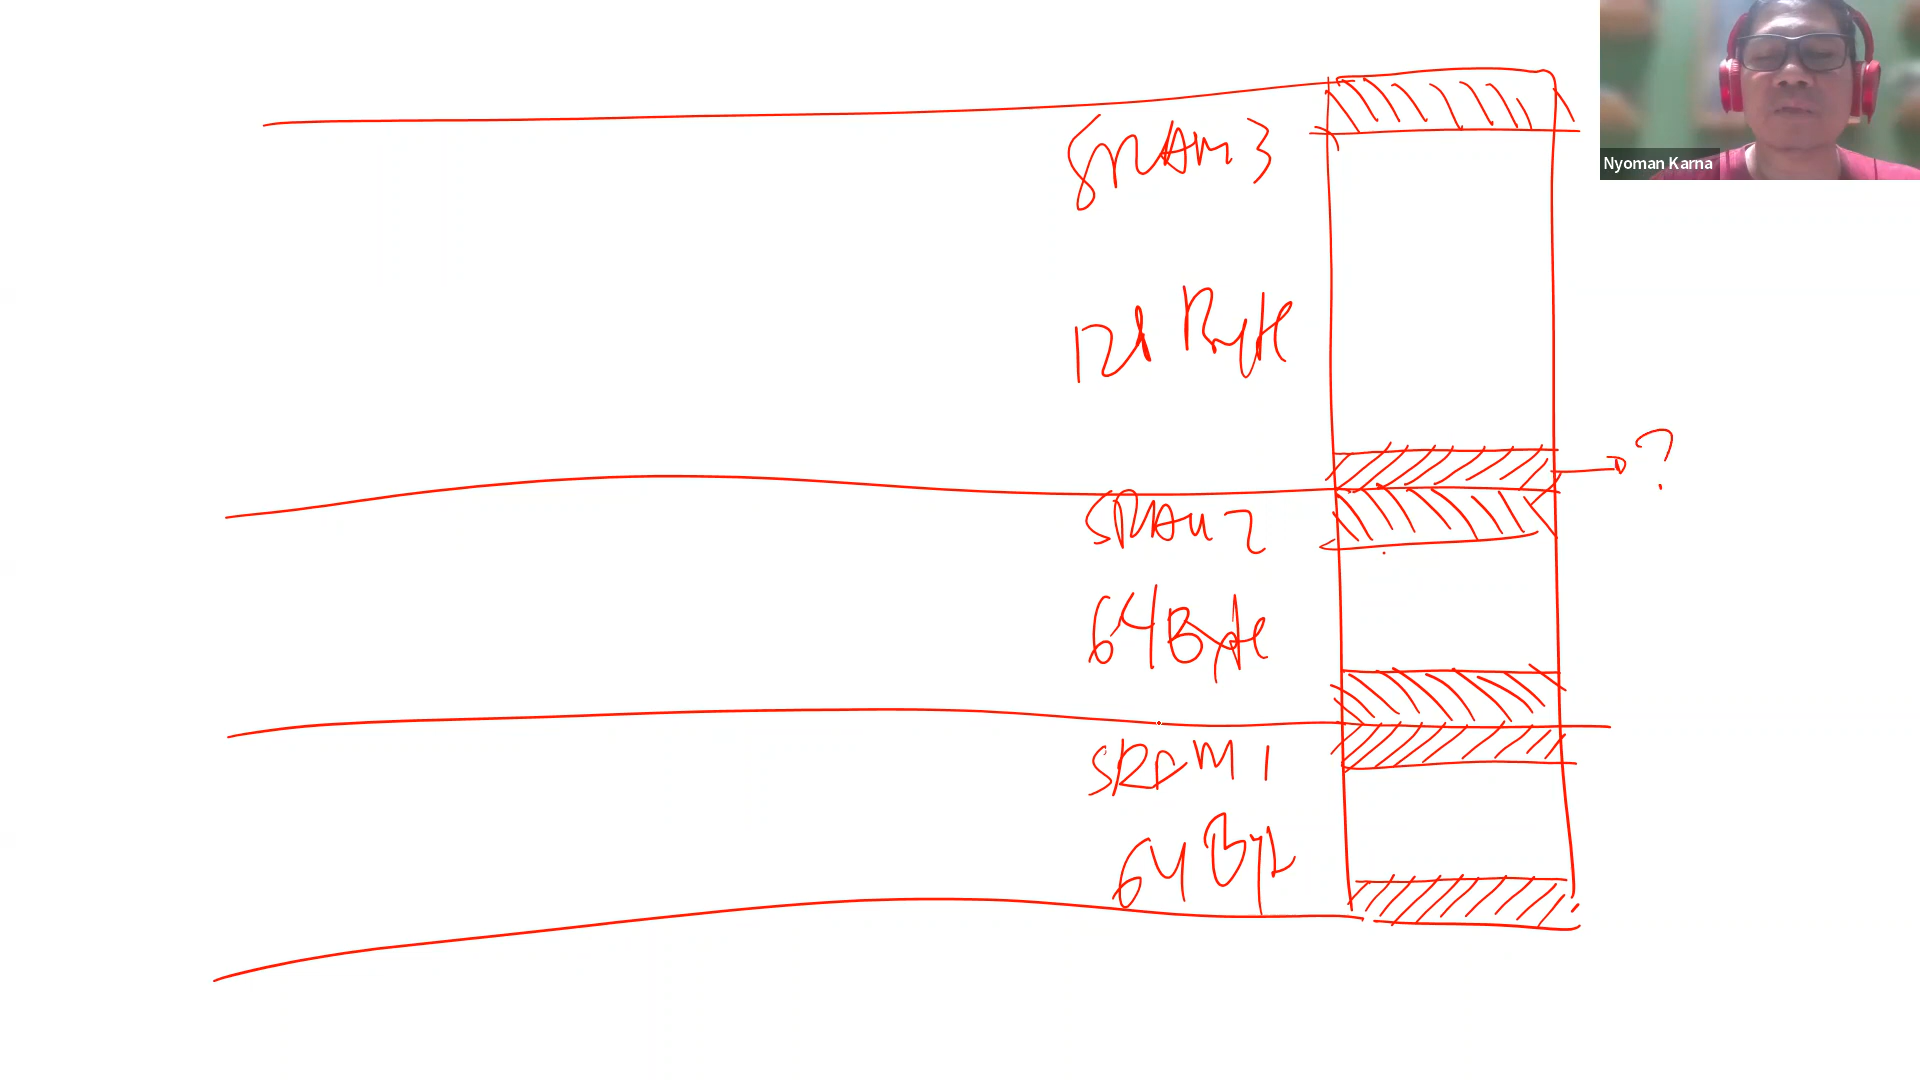 SRAM 3
Nyoman Karna
128 Byte
?
SRAM 2
64 Byte
SRAM 1
64 Byte